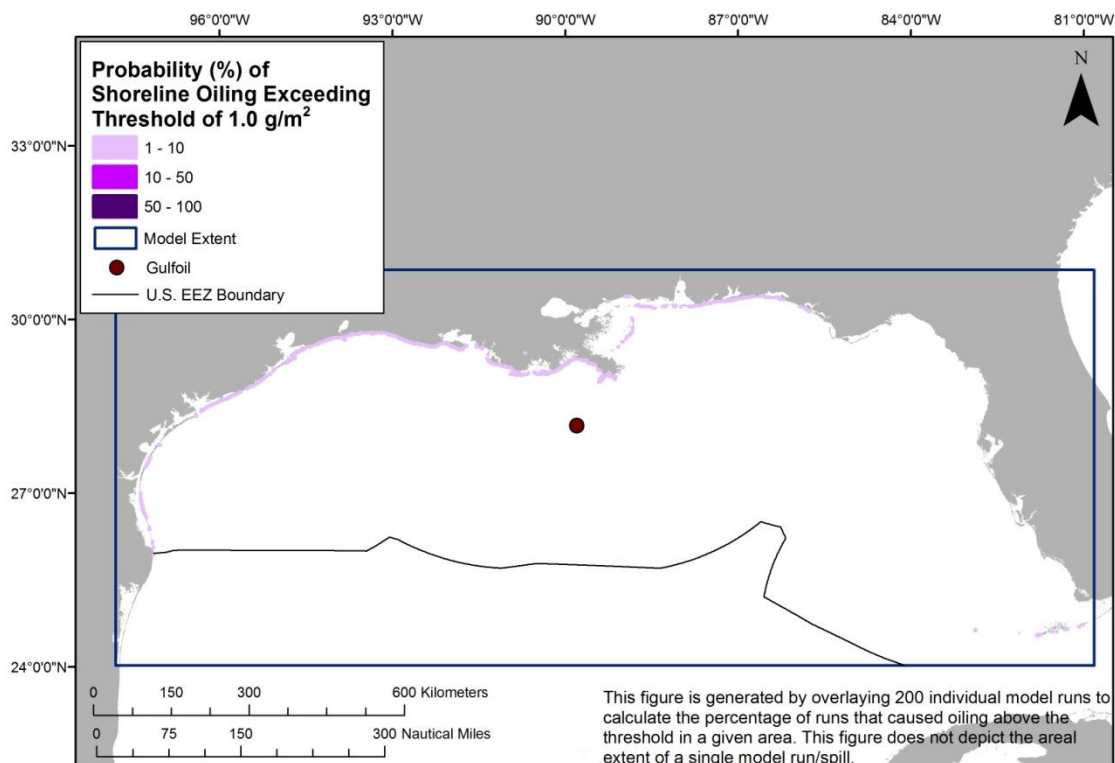 96°0'0"W 93°0'0"W 90°0'0"W 87°0'0"W 84°0'0"W 81°0'0"W
Probability (%) of
Shoreline Oiling Exceeding
Threshold of 1.0 g/m²
1 - 10
10 - 50
50 - 100
Model Extent
Gulfoil
U.S. EEZ Boundary
N
33°0'0"N
30°0'0"N
27°0'0"N
24°0'0"N
0 150 300 600 Kilometers
0 75 150 300 Nautical Miles
This figure is generated by overlaying 200 individual model runs to
calculate the percentage of runs that caused oiling above the
threshold in a given area. This figure does not depict the areal
extent of a single model run/spill.